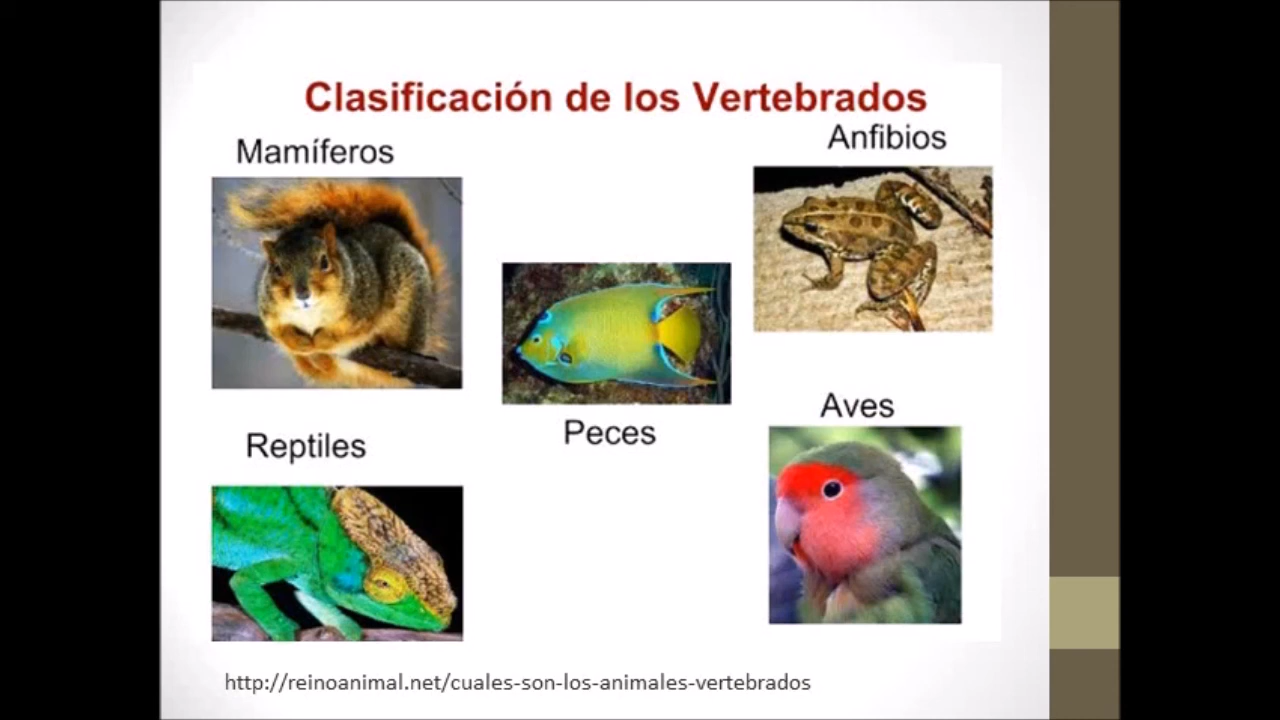 Clasificación de los Vertebrados
Mamíferos
Anfibios
Peces
Reptiles
Aves
http://reinoanimal.net/cuales-son-los-animales-vertebrados